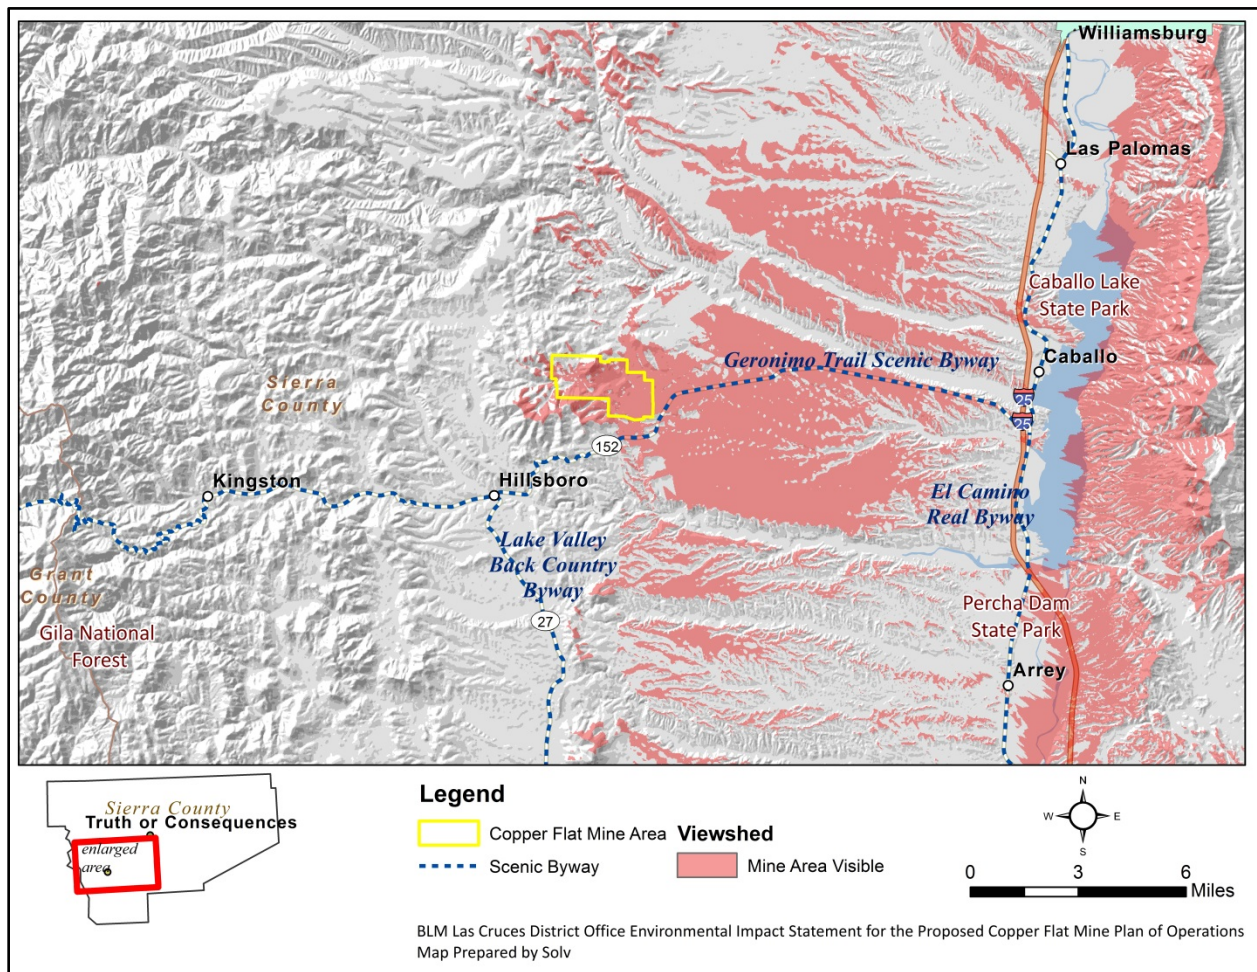 Williamsburg
Las Palomas
Caballo Lake
State Park
Geronimo Trail Scenic Byway
Caballo
Sierra
County
25
25
152
Kingston
Hillsboro
El Camino
Real Byway
Lake Valley
Back Country
Byway
Grant
County
27
Percha Dam
State Park
Gila National
Forest
Arrey
Sierra County
Truth or Consequences
enlarged
area
Legend
Copper Flat Mine Area
Scenic Byway
Viewshed
Mine Area Visible
N
W
E
S
0
3
6
Miles
BLM Las Cruces District Office Environmental Impact Statement for the Proposed Copper Flat Mine Plan of Operations
Map Prepared by Solv